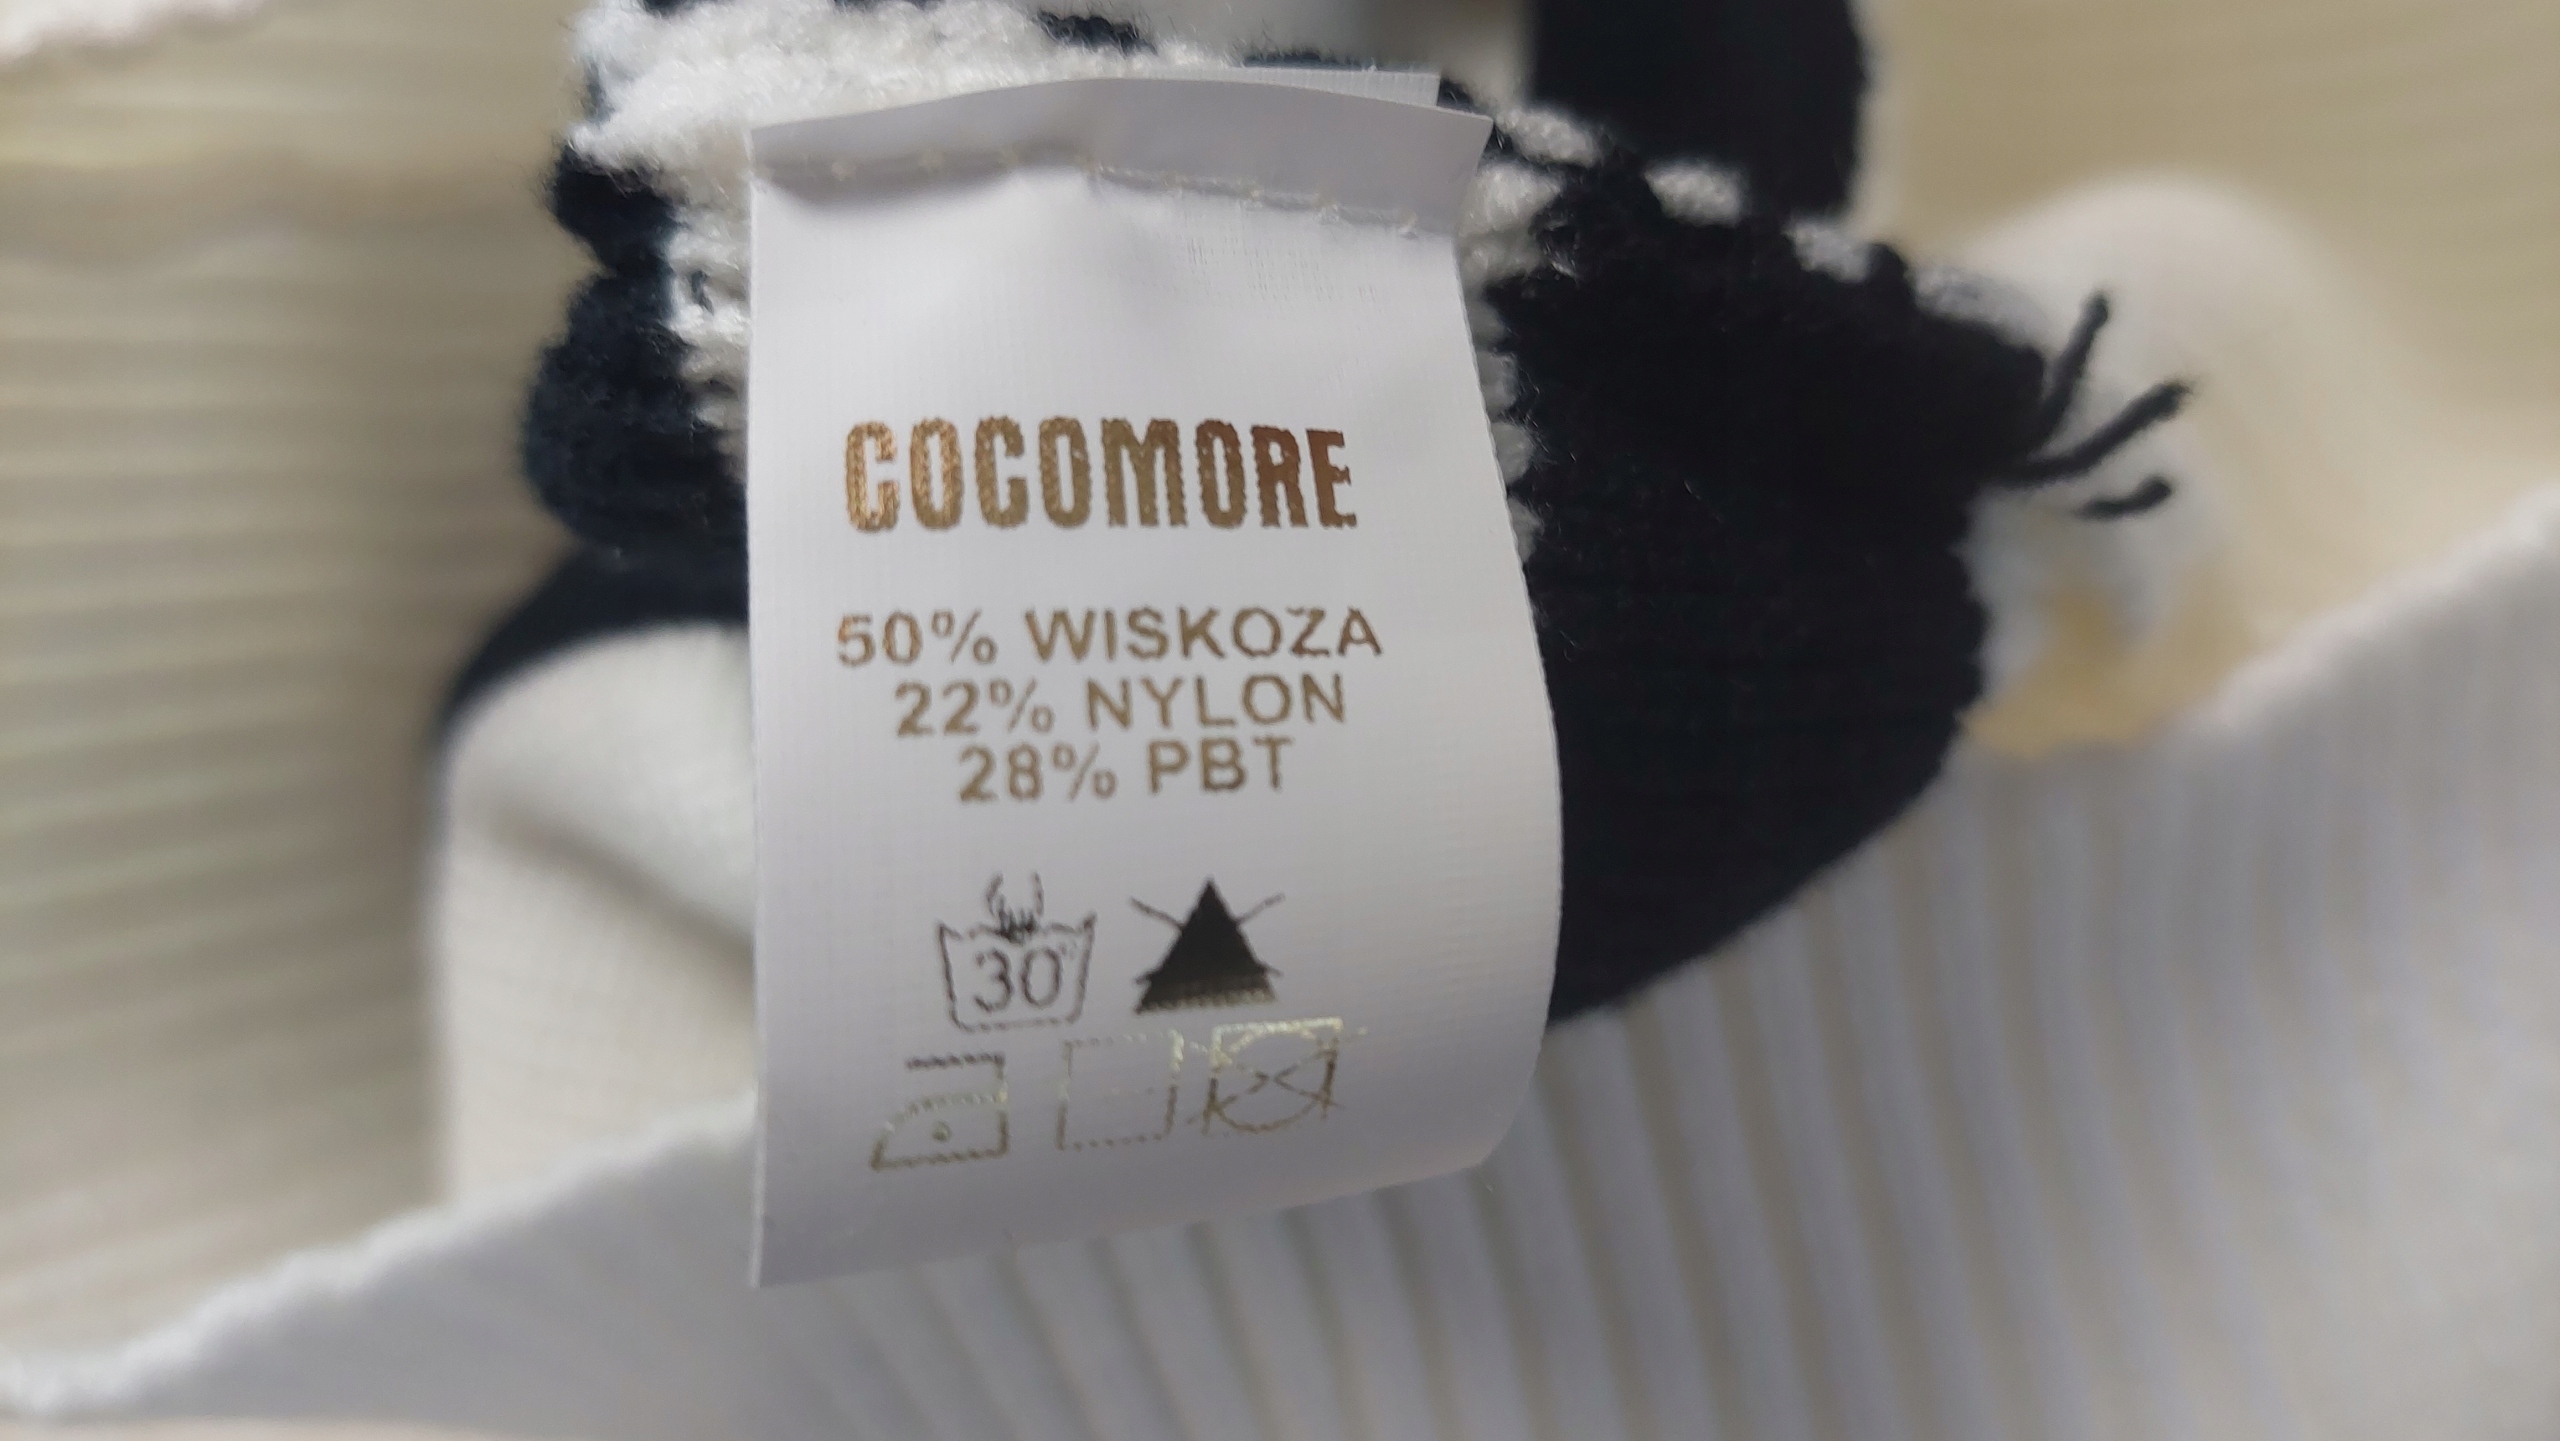 COCOMORE
50% WISKOZA
22% NYLON
28% PBT
30°